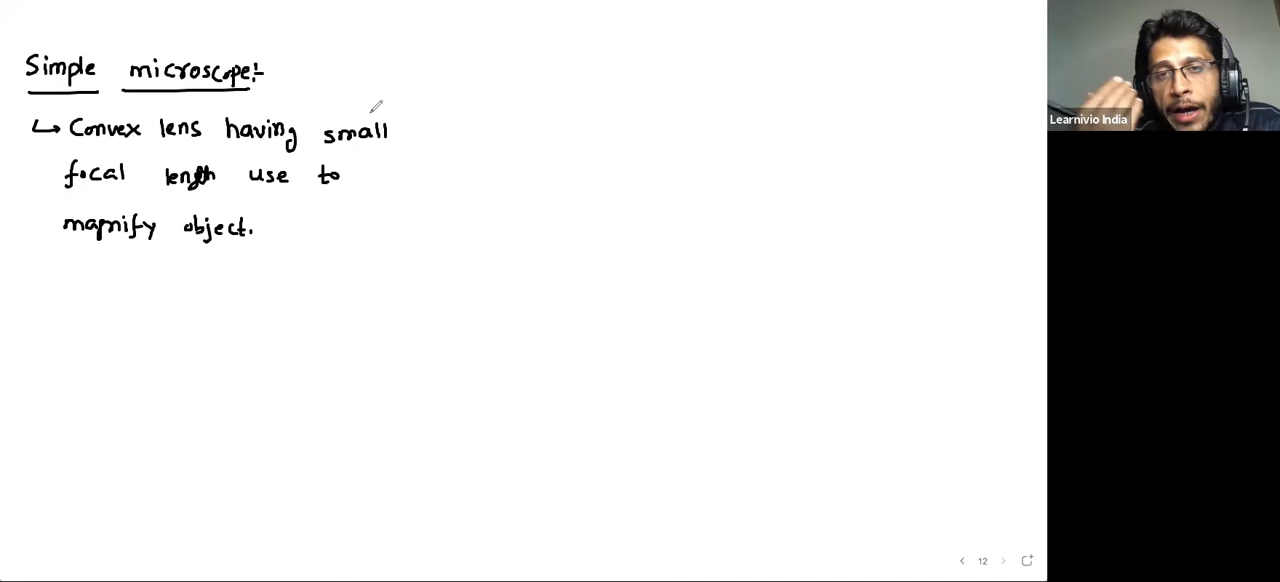 Simple microscope:-
↳ Convex lens having small
focal length use to
magnify object.
Learnivio India
12